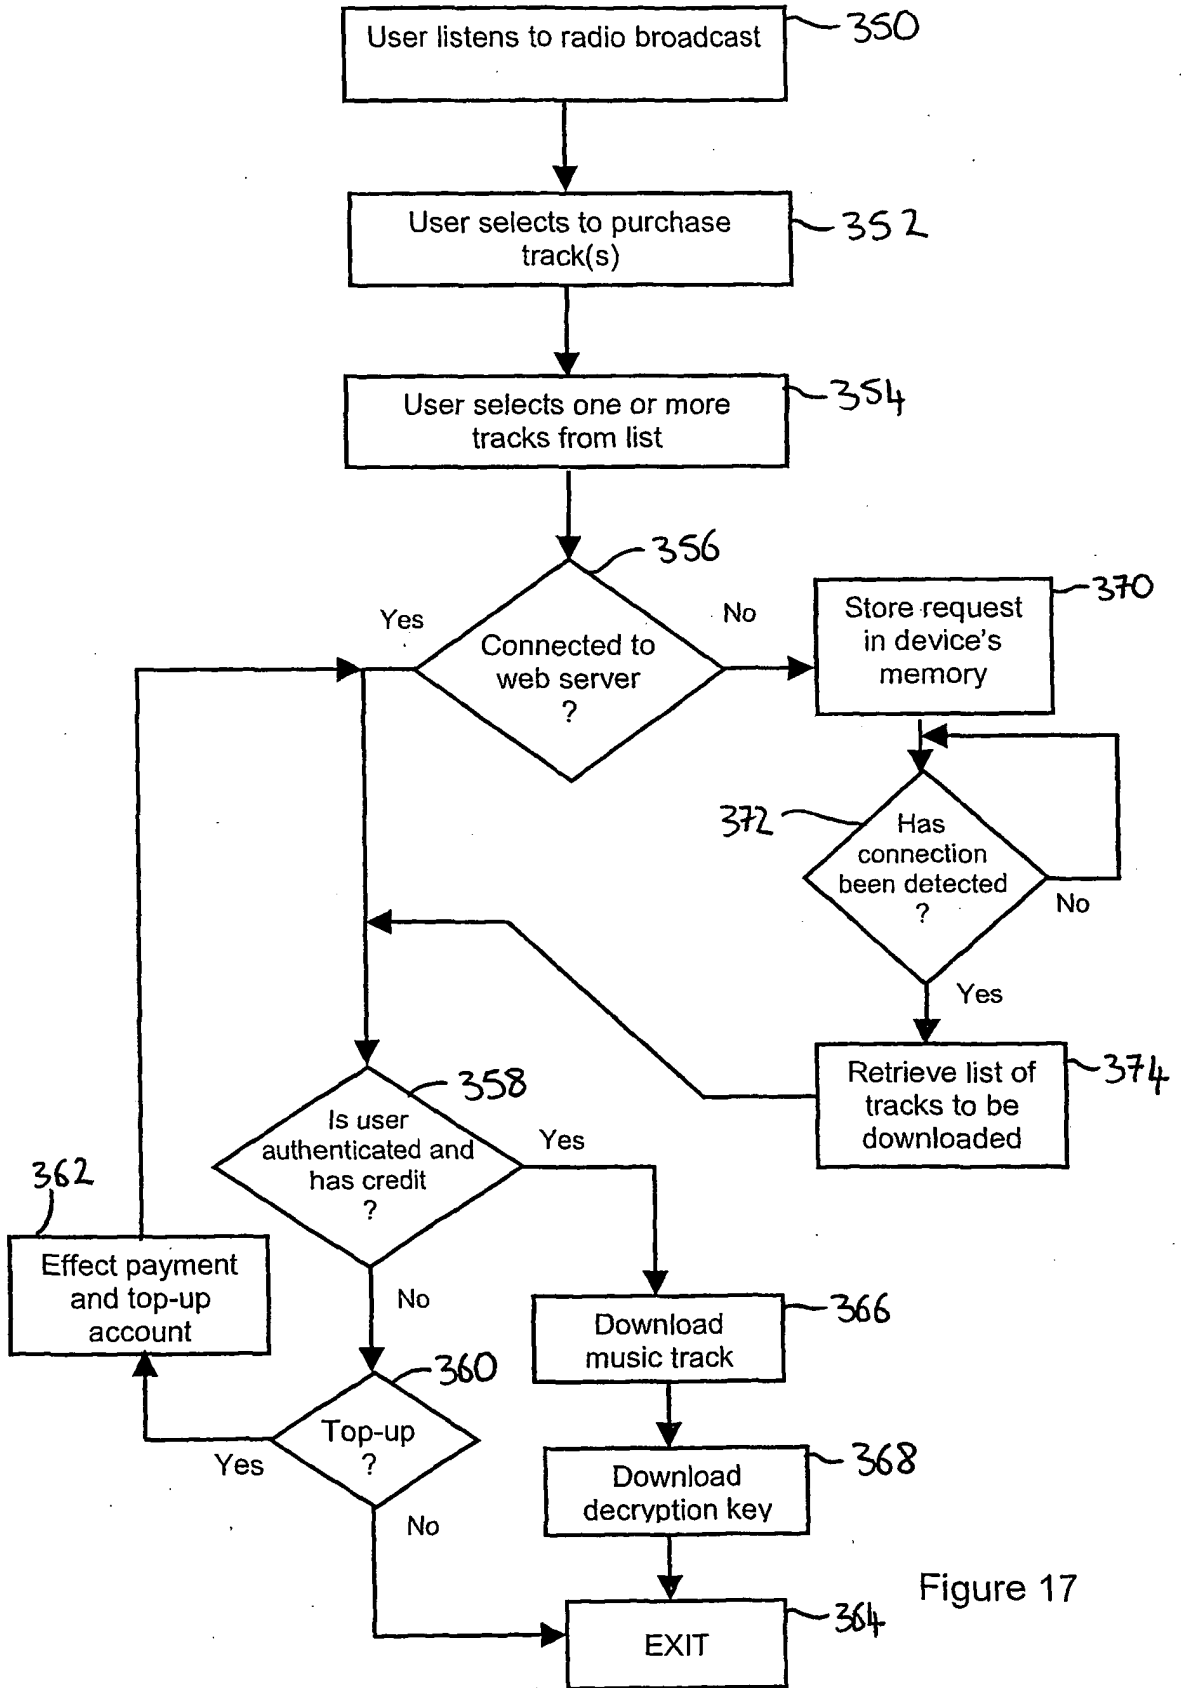 User listens to radio broadcast
350
User selects to purchase
track(s)
352
User selects one or more
tracks from list
354
356
Connected to
web server
?
Yes
No
Store request
in device's
memory
370
372
Has
connection
been detected
?
No
Yes
Retrieve list of
tracks to be
downloaded
374
358
Is user
authenticated and
has credit
?
Yes
No
362
Effect payment
and top-up
account
360
Top-up
?
Yes
No
Download
music track
366
Download
decryption key
368
EXIT
364
Figure 17